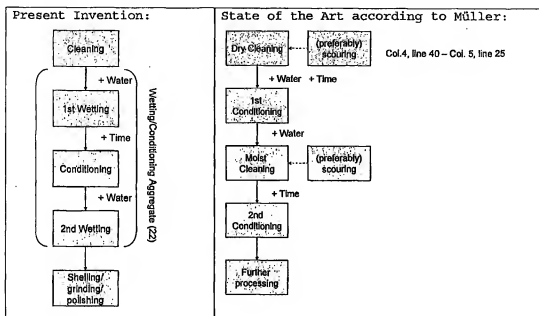 Present Invention:
Cleaning
+ Water
1st Wetting
+ Time
Conditioning
+ Water
2nd Wetting
Shelling/
grinding/
polishing
Wetting/Conditioning Aggregate (22)
State of the Art according to Müller:
Dry Cleaning
(preferably)
scouring
Col.4, line 40 – Col. 5, line 25
+ Water + Time
1st
Conditioning
+ Water
Moist
Cleaning
(preferably)
scouring
+ Time
2nd
Conditioning
Further
processing